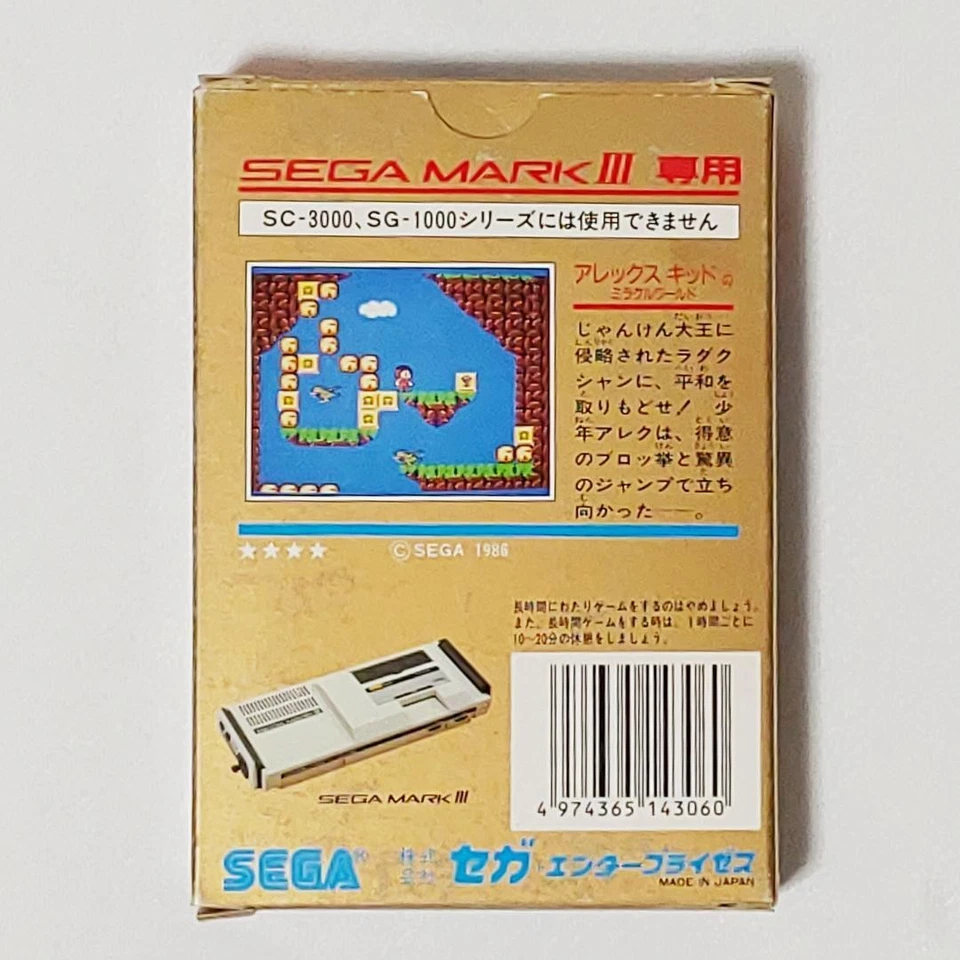 SEGA MARK III 専用
SC-3000、SG-1000シリーズには使用できません
アレックスキッドの
ミラクルワールド
じゃんけん大王に
侵略されたラダク
シャンに、平和を
取りもどせ! 少
年アレクは、得意
のブロッ拳と驚異
のジャンプで立ち
向かった——。
★★★★ ©SEGA 1986
長時間にわたりゲームをするのはやめましょう。
また、長時間ゲームをする時は、1時間ごとに
10〜20分の休憩をしましょう。
4 974365 143060
SEGA MARK III
SEGA® 株式会社 セガ・エンタープライゼス
MADE IN JAPAN